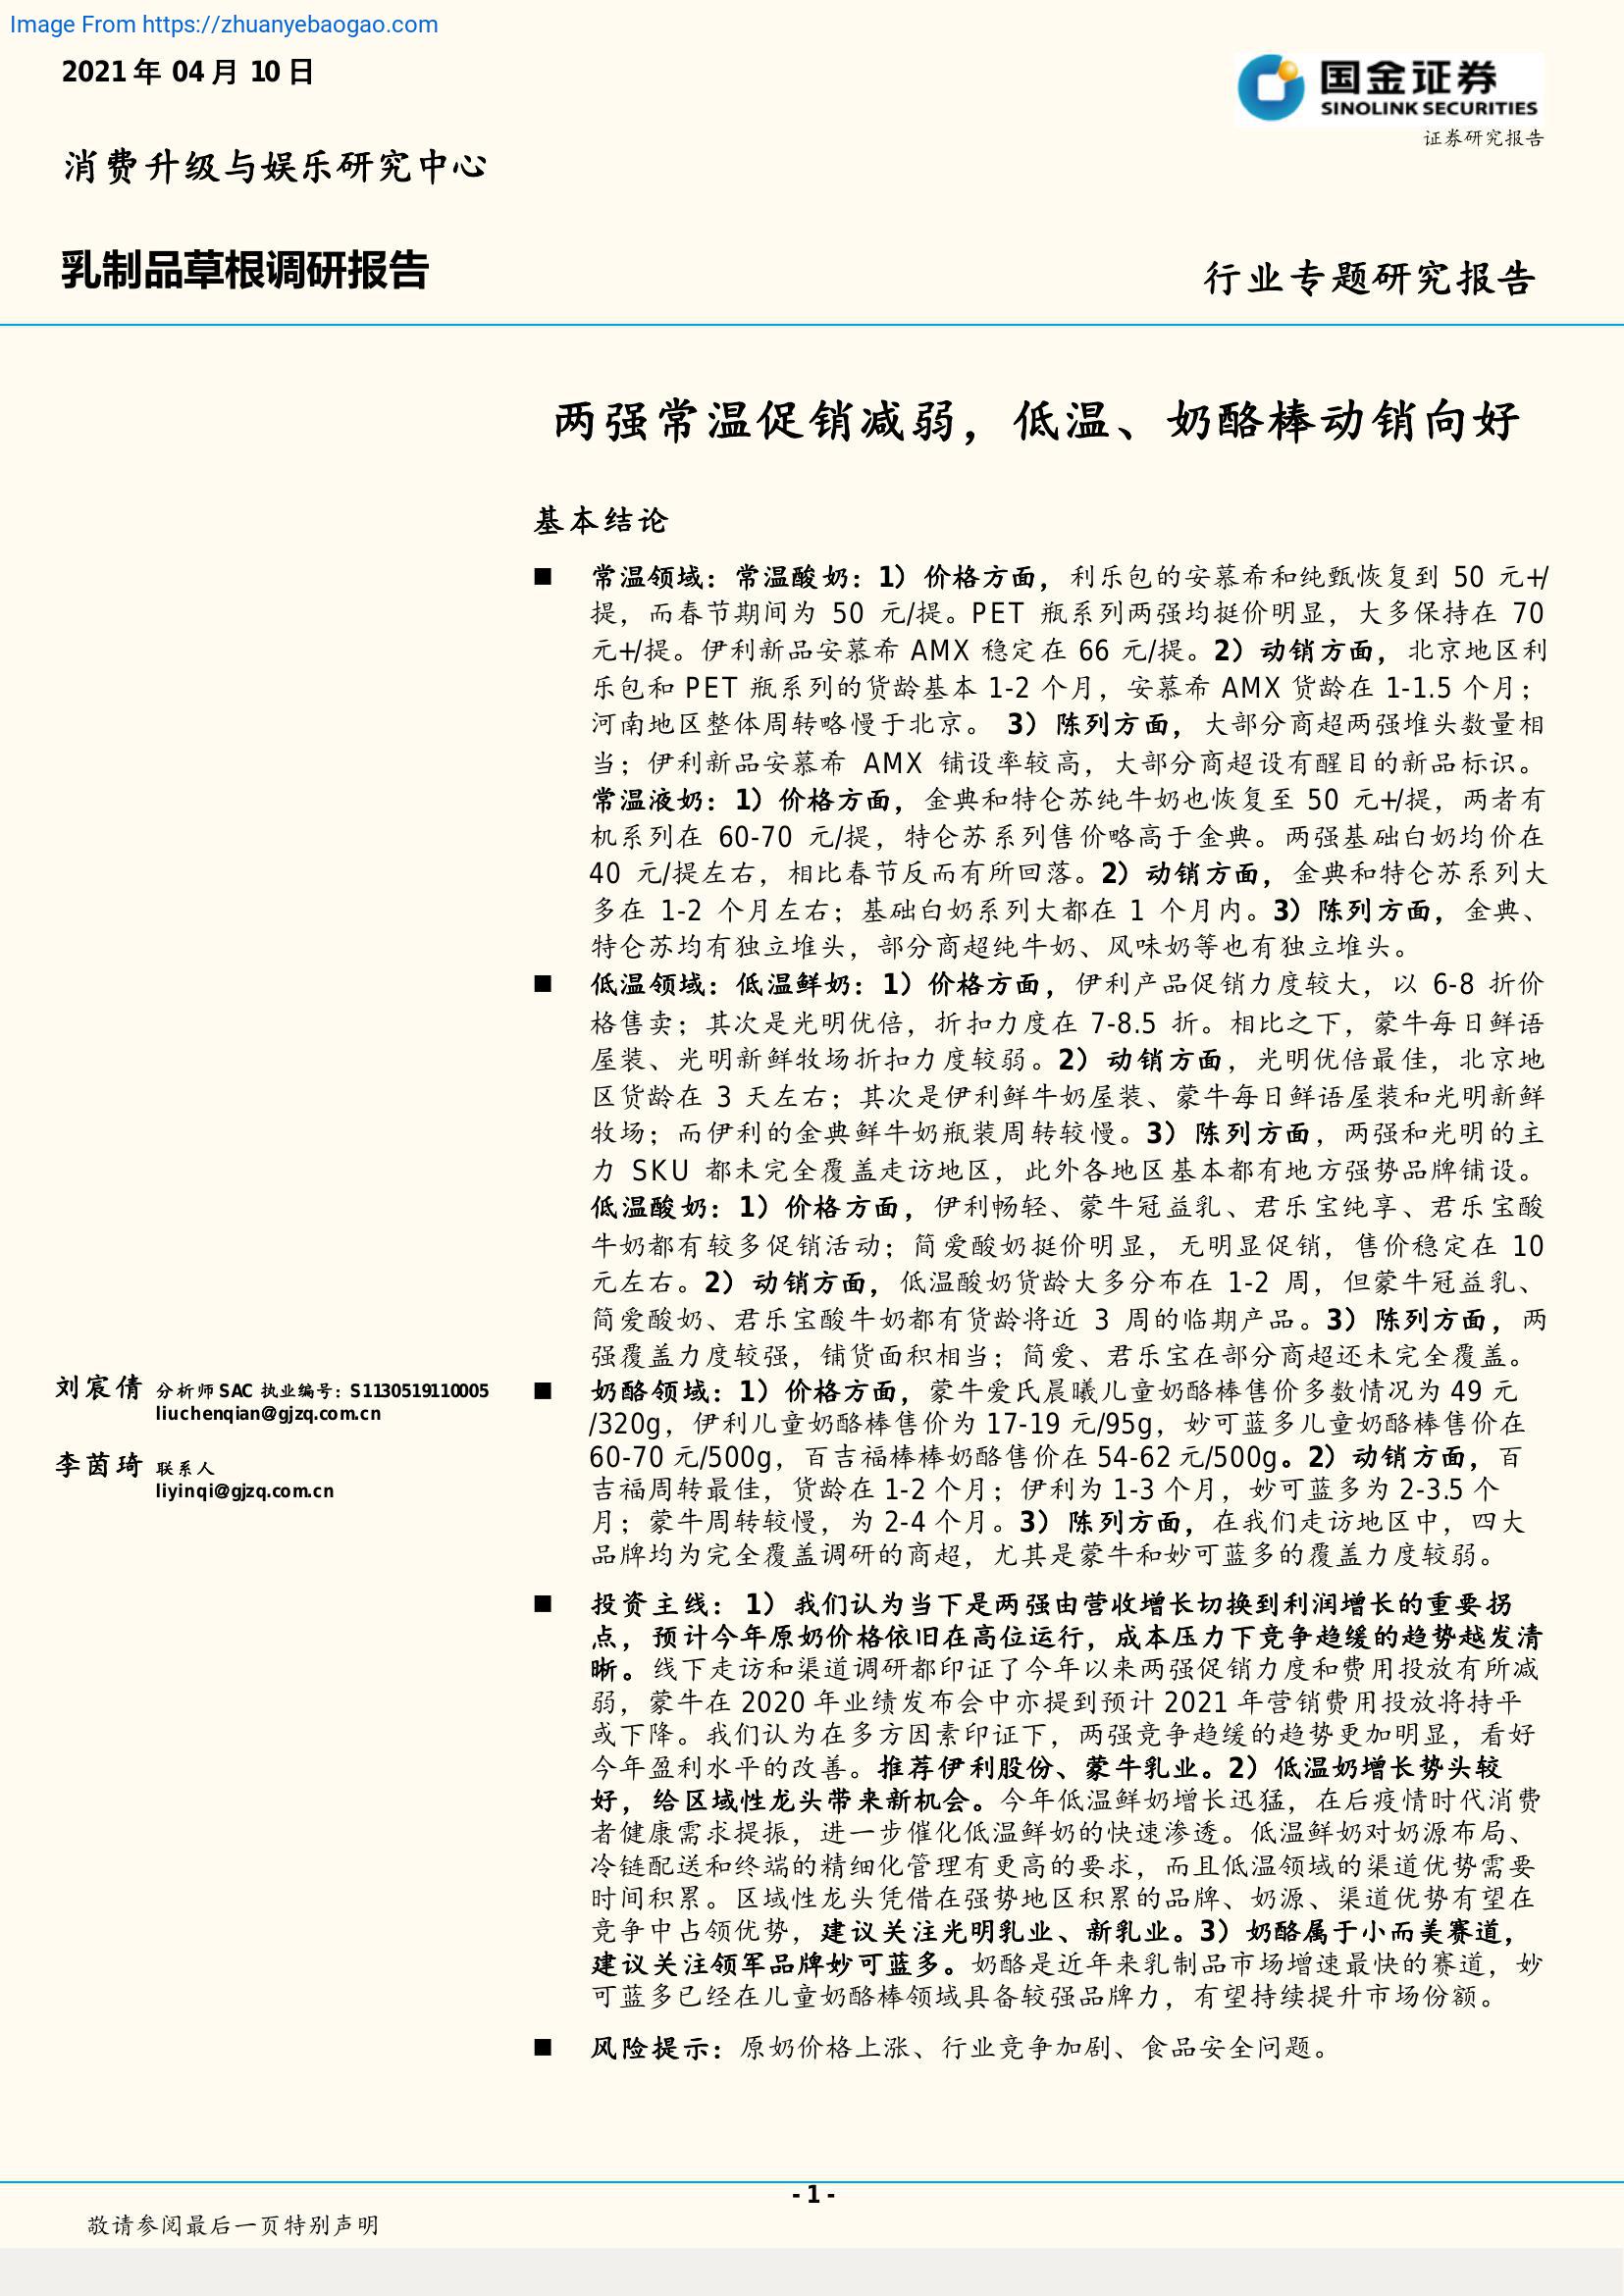 Image From https://zhuanyebaogao.com
2021 年 04 月 10 日
国金证券
SINOLINK SECURITIES
证券研究报告
消费升级与娱乐研究中心
乳制品草根调研报告
行业专题研究报告
两强常温促销减弱，低温、奶酪棒动销向好
基本结论
■ 常温领域：常温酸奶：1）价格方面，利乐包的安慕希和纯甄恢复到 50 元+/
提，而春节期间为 50 元/提。PET 瓶系列两强均挺价明显，大多保持在 70
元+/提。伊利新品安慕希 AMX 稳定在 66 元/提。2）动销方面，北京地区利
乐包和 PET 瓶系列的货龄基本 1-2 个月，安慕希 AMX 货龄在 1-1.5 个月；
河南地区整体周转略慢于北京。 3）陈列方面，大部分商超两强堆头数量相
当；伊利新品安慕希 AMX 铺设率较高，大部分商超设有醒目的新品标识。
常温液奶：1）价格方面，金典和特仑苏纯牛奶也恢复至 50 元+/提，两者有
机系列在 60-70 元/提，特仑苏系列售价略高于金典。两强基础白奶均价在
40 元/提左右，相比春节反而有所回落。2）动销方面，金典和特仑苏系列大
多在 1-2 个月左右；基础白奶系列大都在 1 个月内。3）陈列方面，金典、
特仑苏均有独立堆头，部分商超纯牛奶、风味奶等也有独立堆头。
■ 低温领域：低温鲜奶：1）价格方面，伊利产品促销力度较大，以 6-8 折价
格售卖；其次是光明优倍，折扣力度在 7-8.5 折。相比之下，蒙牛每日鲜语
屋装、光明新鲜牧场折扣力度较弱。2）动销方面，光明优倍最佳，北京地
区货龄在 3 天左右；其次是伊利鲜牛奶屋装、蒙牛每日鲜语屋装和光明新鲜
牧场；而伊利的金典鲜牛奶瓶装周转较慢。3）陈列方面，两强和光明的主
力 SKU 都未完全覆盖走访地区，此外各地区基本都有地方强势品牌铺设。
低温酸奶：1）价格方面，伊利畅轻、蒙牛冠益乳、君乐宝纯享、君乐宝酸
牛奶都有较多促销活动；简爱酸奶挺价明显，无明显促销，售价稳定在 10
元左右。2）动销方面，低温酸奶货龄大多分布在 1-2 周，但蒙牛冠益乳、
简爱酸奶、君乐宝酸牛奶都有货龄将近 3 周的临期产品。3）陈列方面，两
强覆盖力度较强，铺货面积相当；简爱、君乐宝在部分商超还未完全覆盖。
刘宸倩 分析师 SAC 执业编号：S1130519110005
liuchenqian@gjzq.com.cn
李茵琦 联系人
liyinqi@gjzq.com.cn
■ 奶酪领域：1）价格方面，蒙牛爱氏晨曦儿童奶酪棒售价多数情况为 49 元
/320g，伊利儿童奶酪棒售价为 17-19 元/95g，妙可蓝多儿童奶酪棒售价在
60-70 元/500g，百吉福棒棒奶酪售价在 54-62 元/500g。2）动销方面，百
吉福周转最佳，货龄在 1-2 个月；伊利为 1-3 个月，妙可蓝多为 2-3.5 个
月；蒙牛周转较慢，为 2-4 个月。3）陈列方面，在我们走访地区中，四大
品牌均为完全覆盖调研的商超，尤其是蒙牛和妙可蓝多的覆盖力度较弱。
■ 投资主线： 1）我们认为当下是两强由营收增长切换到利润增长的重要拐
点，预计今年原奶价格依旧在高位运行，成本压力下竞争趋缓的趋势越发清
晰。线下走访和渠道调研都印证了今年以来两强促销力度和费用投放有所减
弱，蒙牛在 2020 年业绩发布会中亦提到预计 2021 年营销费用投放将持平
或下降。我们认为在多方因素印证下，两强竞争趋缓的趋势更加明显，看好
今年盈利水平的改善。推荐伊利股份、蒙牛乳业。2）低温奶增长势头较
好，给区域性龙头带来新机会。今年低温鲜奶增长迅猛，在后疫情时代消费
者健康需求提振，进一步催化低温鲜奶的快速渗透。低温鲜奶对奶源布局、
冷链配送和终端的精细化管理有更高的要求，而且低温领域的渠道优势需要
时间积累。区域性龙头凭借在强势地区积累的品牌、奶源、渠道优势有望在
竞争中占领优势，建议关注光明乳业、新乳业。3）奶酪属于小而美赛道，
建议关注领军品牌妙可蓝多。奶酪是近年来乳制品市场增速最快的赛道，妙
可蓝多已经在儿童奶酪棒领域具备较强品牌力，有望持续提升市场份额。
■ 风险提示：原奶价格上涨、行业竞争加剧、食品安全问题。
- 1 -
敬请参阅最后一页特别声明